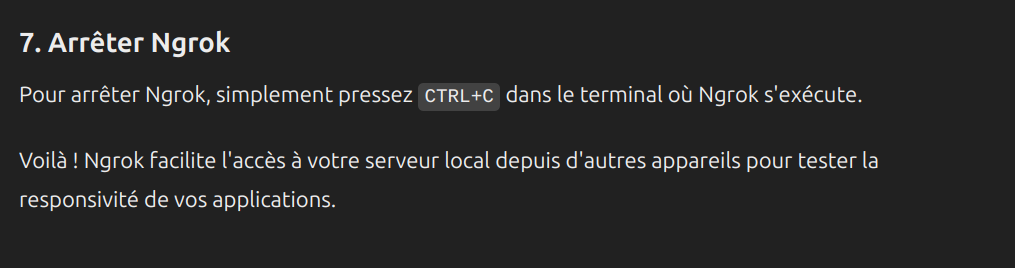 7. Arrêter Ngrok
Pour arrêter Ngrok, simplement pressez CTRL+C dans le terminal où Ngrok s'exécute.
Voilà ! Ngrok facilite l'accès à votre serveur local depuis d'autres appareils pour tester la
responsivité de vos applications.